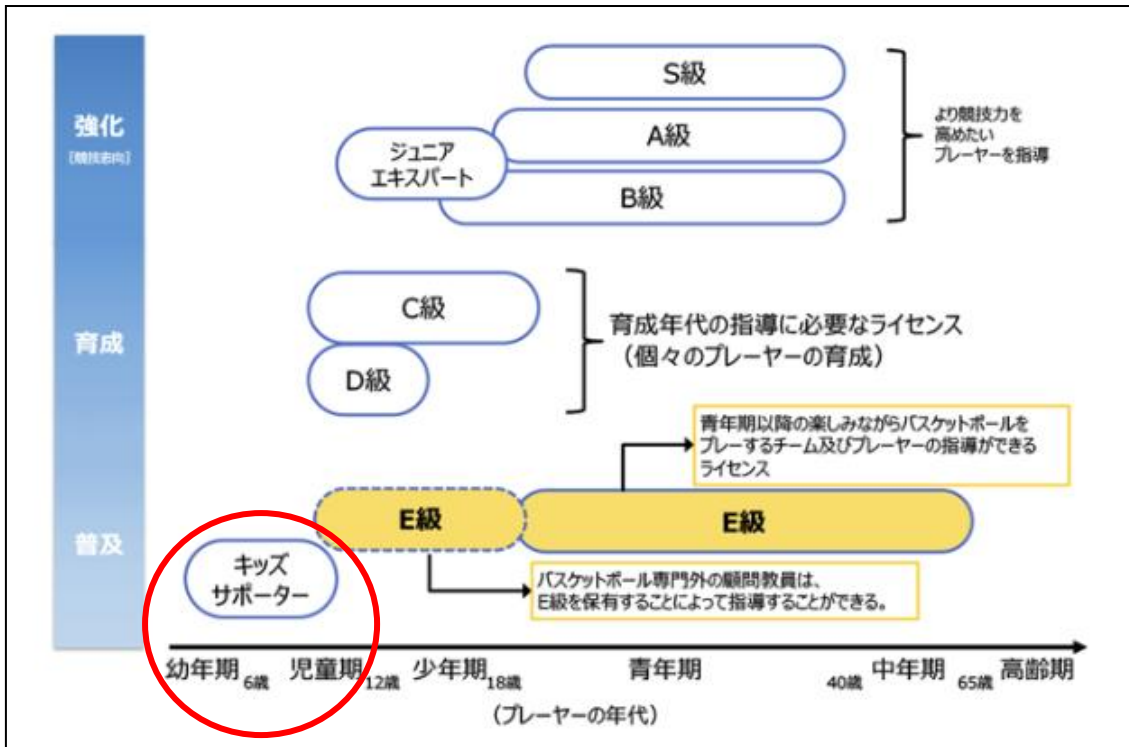 強化
[競技志向]
育成
普及
S級
A級
B級
ジュニア
エキスパート
より競技力を
高めたい
プレーヤーを指導
C級
D級
育成年代の指導に必要なライセンス
(個々のプレーヤーの育成)
青年期以降の楽しみながらバスケットボールを
プレーするチーム及びプレーヤーの指導ができる
ライセンス
E級
E級
キッズ
サポーター
バスケットボール専門外の顧問教員は、
E級を保有することによって指導することができる。
幼年期 6歳 児童期 12歳 少年期 18歳 青年期 40歳 中年期 65歳 高齢期
(プレーヤーの年代)